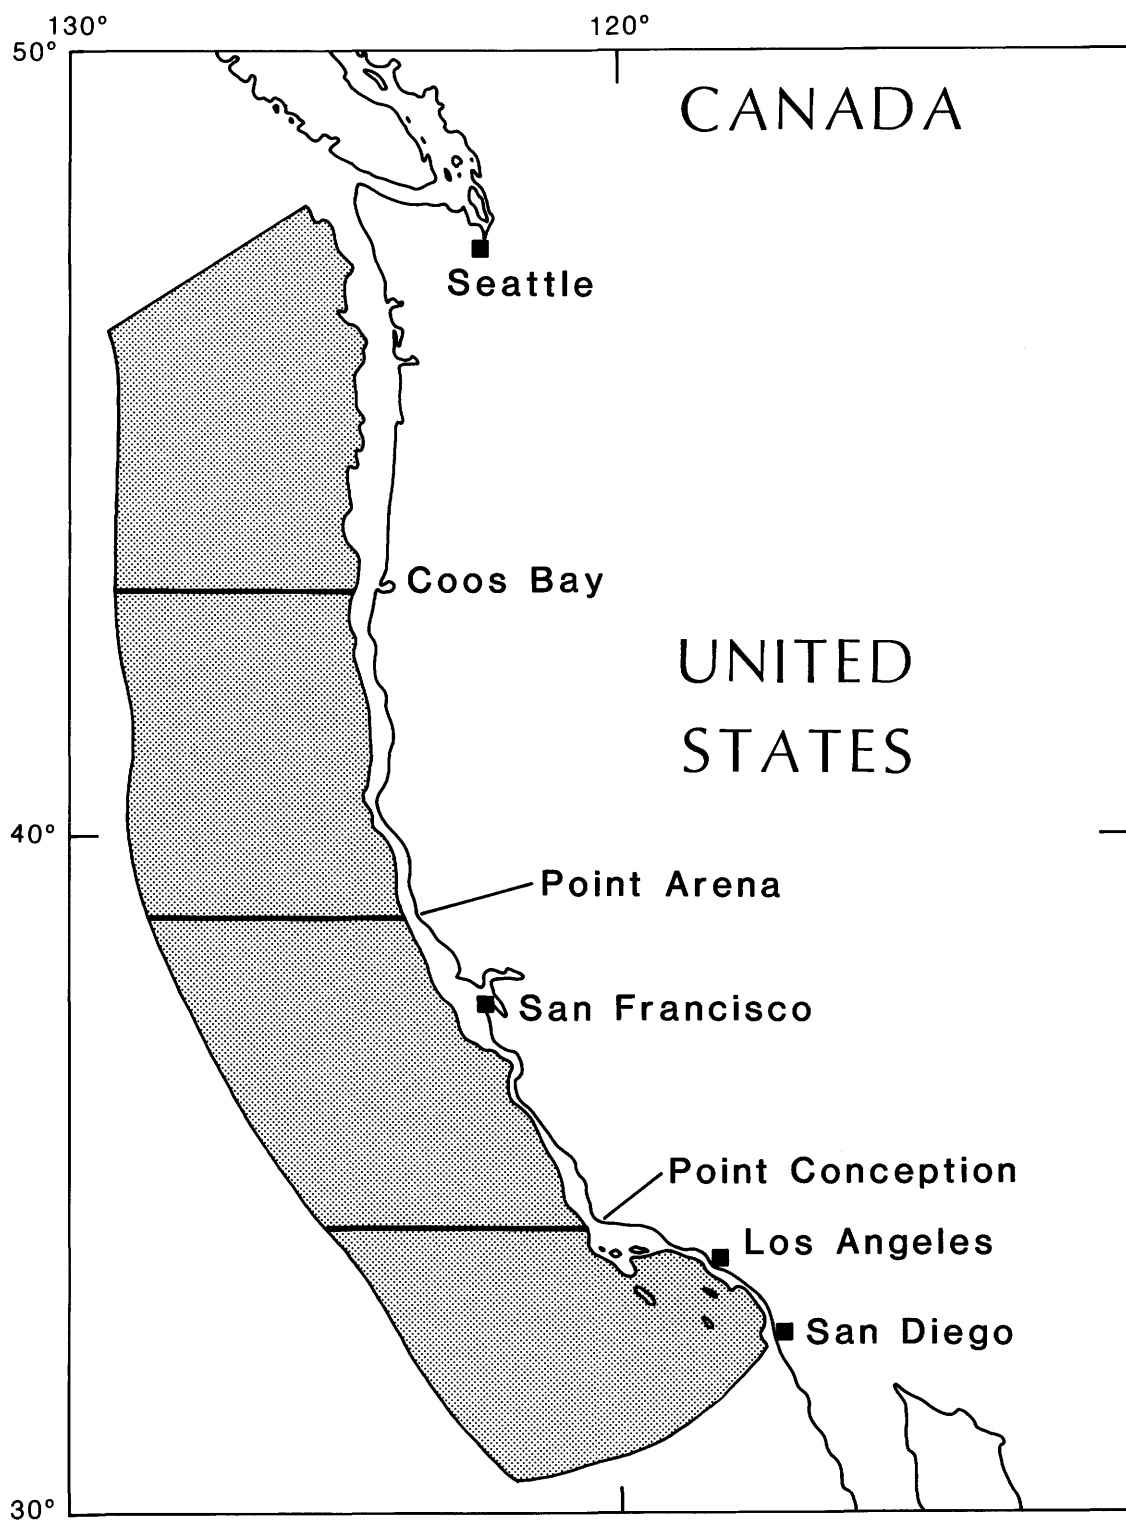 130°
120°
50°
CANADA
Seattle
Coos Bay
UNITED
STATES
40°
Point Arena
San Francisco
Point Conception
Los Angeles
San Diego
30°